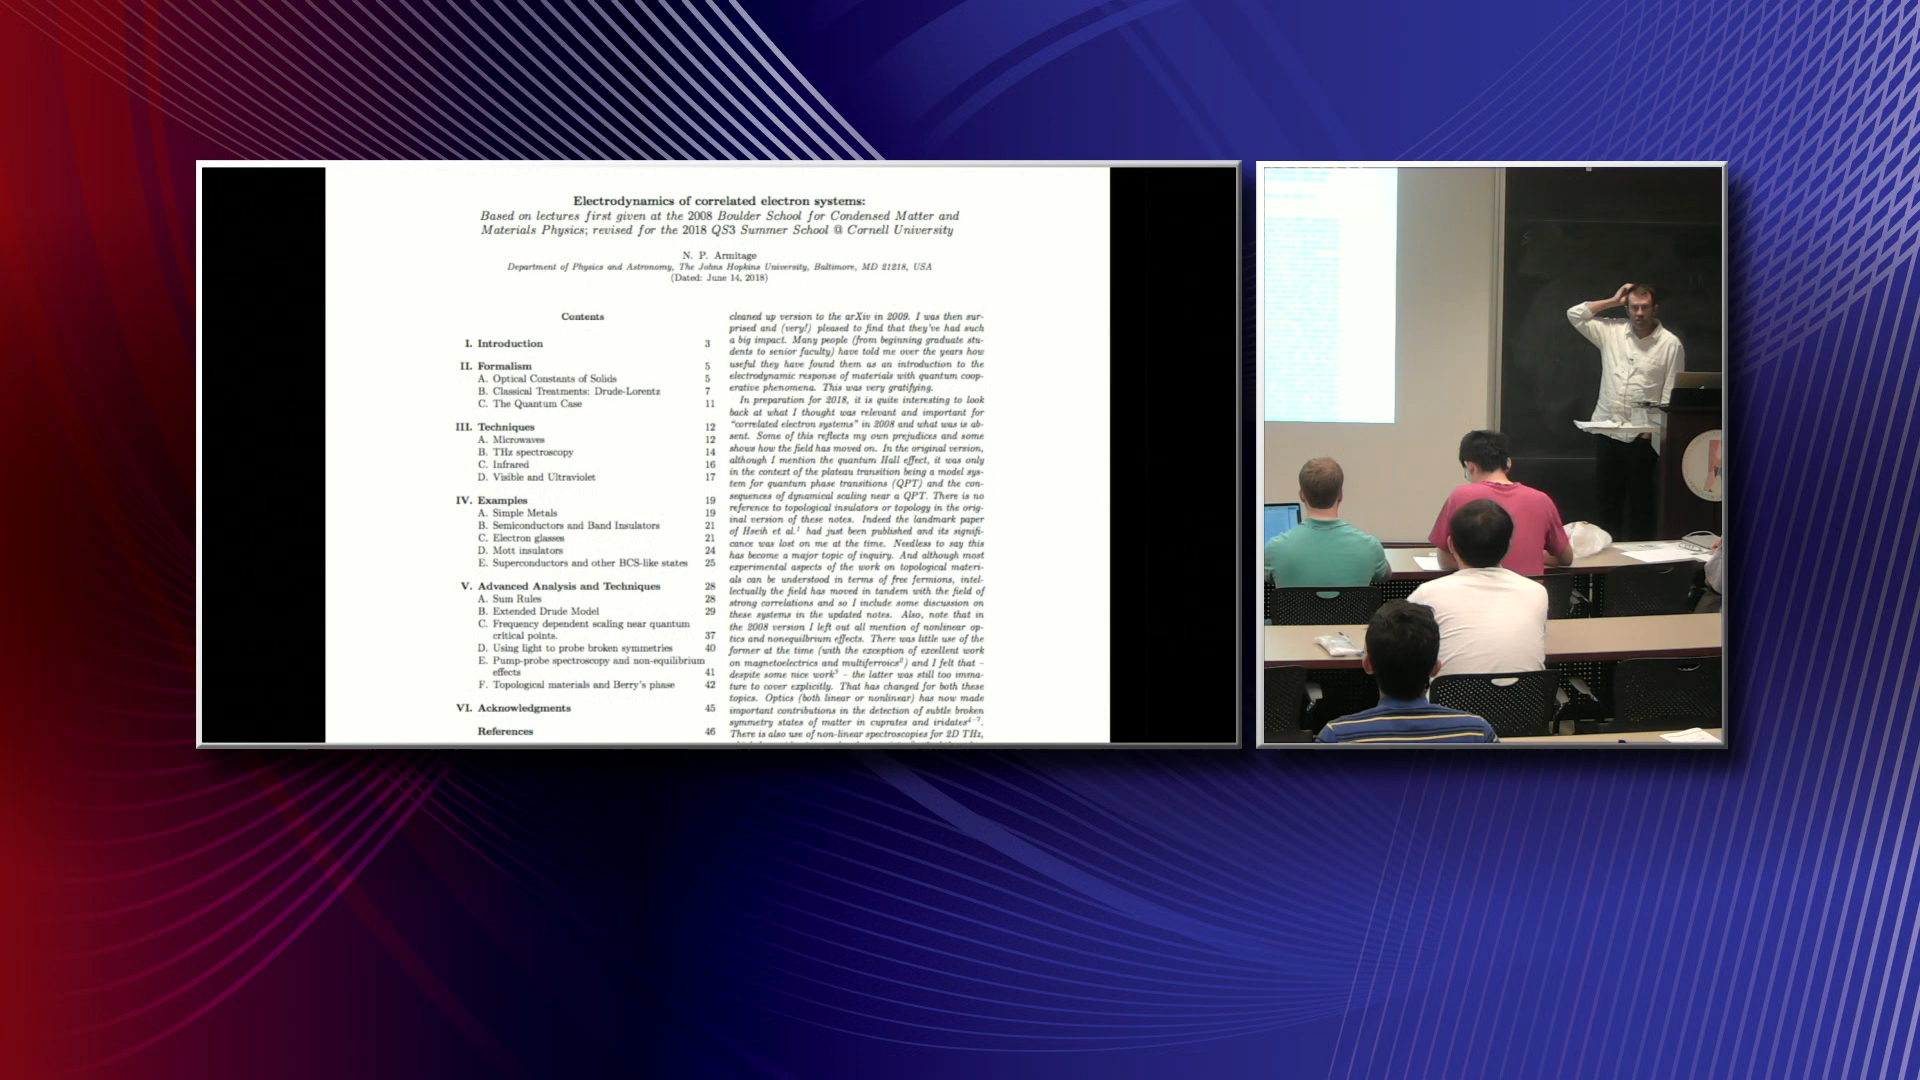 Electrodynamics of correlated electron systems:
Based on lectures first given at the 2008 Boulder School for Condensed Matter and
Materials Physics; revised for the 2018 QS3 Summer School @ Cornell University
N. P. Armitage
Department of Physics and Astronomy, The Johns Hopkins University, Baltimore, MD 21218, USA
(Dated: June 14, 2018)
Contents
I. Introduction 3
II. Formalism 5
A. Optical Constants of Solids 5
B. Classical Treatments: Drude-Lorentz 7
C. The Quantum Case 11
III. Techniques 12
A. Microwaves 12
B. THz spectroscopy 14
C. Infrared 16
D. Visible and Ultraviolet 17
IV. Examples 19
A. Simple Metals 19
B. Semiconductors and Band Insulators 21
C. Electron glasses 21
D. Mott insulators 24
E. Superconductors and other BCS-like states 25
V. Advanced Analysis and Techniques 28
A. Sum Rules 28
B. Extended Drude Model 29
C. Frequency dependent scaling near quantum
critical points. 37
D. Using light to probe broken symmetries 40
E. Pump-probe spectroscopy and non-equilibrium
effects 41
F. Topological materials and Berry's phase 42
VI. Acknowledgments 45
References 46
cleaned up version to the arXiv in 2009. I was then sur-
prised and (very!) pleased to find that they've had such
a big impact. Many people (from beginning graduate stu-
dents to senior faculty) have told me over the years how
useful they have found them as an introduction to the
electrodynamic response of materials with quantum coop-
erative phenomena. This was very gratifying.
In preparation for 2018, it is quite interesting to look
back at what I thought was relevant and important for
"correlated electron systems" in 2008 and what was is ab-
sent. Some of this reflects my own prejudices and some
shows how the field has moved on. In the original version,
although I mention the quantum Hall effect, it was only
in the context of the plateau transition being a model sys-
tem for quantum phase transitions (QPT) and the con-
sequences of dynamical scaling near a QPT. There is no
reference to topological insulators or topology in the orig-
inal version of these notes. Indeed the landmark paper
of Hseih et al.¹ had just been published and its signifi-
cance was lost on me at the time. Needless to say this
has become a major topic of inquiry. And although most
experimental aspects of the work on topological materi-
als can be understood in terms of free fermions, intel-
lectually the field has moved in tandem with the field of
strong correlations and so I include some discussion on
these systems in the updated notes. Also, note that in
the 2008 version I left out all mention of nonlinear op-
tics and nonequilbrium effects. There was little use of the
former at the time (with the exception of excellent work
on magnetoelectrics and multiferroics²) and I felt that –
despite some nice work³ – the latter was still too imma-
ture to cover explicitly. That has changed for both these
topics. Optics (both linear or nonlinear) has now made
important contributions in the detection of subtle broken
symmetry states of matter in cuprates and iridates⁴⁻⁷.
There is also use of non-linear spectroscopies for 2D THz,